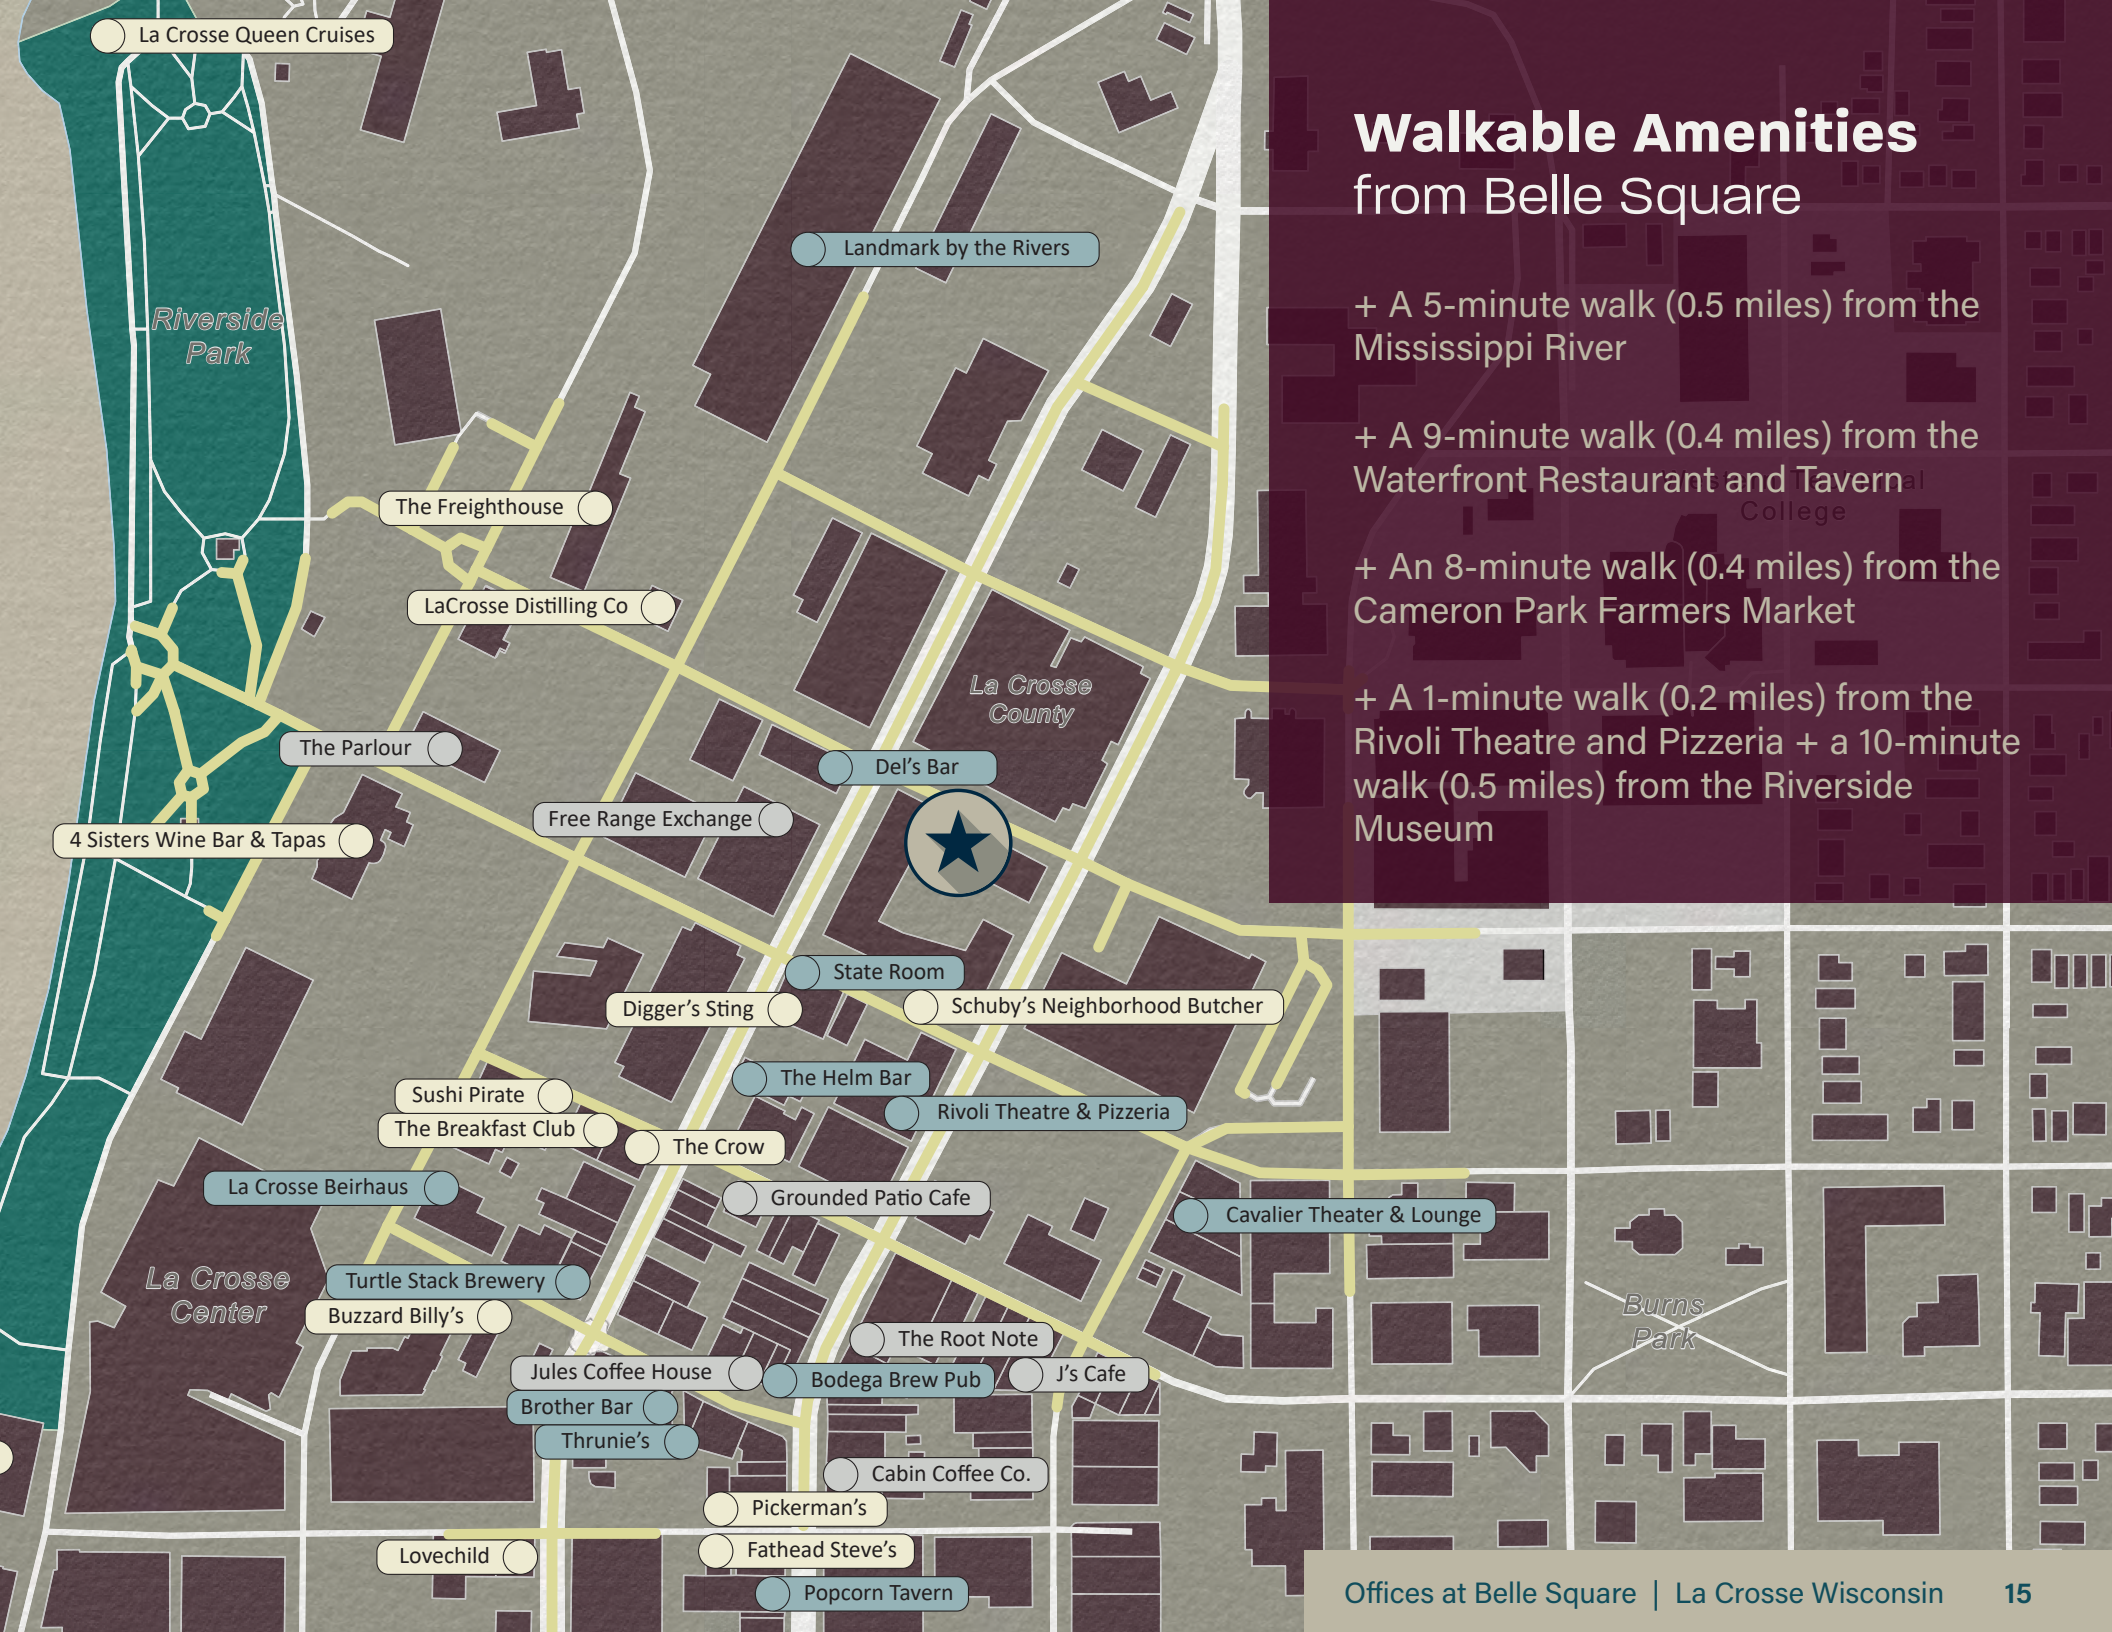 La Crosse Queen Cruises
Walkable Amenities
from Belle Square
Landmark by the Rivers
+ A 5-minute walk (0.5 miles) from the
Mississippi River
Riverside
Park
+ A 9-minute walk (0.4 miles) from the
Waterfront Restaurant and Tavern
College
The Freighthouse
LaCrosse Distilling Co
+ An 8-minute walk (0.4 miles) from the
Cameron Park Farmers Market
La Crosse
County
+ A 1-minute walk (0.2 miles) from the
Rivoli Theatre and Pizzeria + a 10-minute
walk (0.5 miles) from the Riverside
Museum
The Parlour
Del's Bar
Free Range Exchange
4 Sisters Wine Bar & Tapas
State Room
Digger's Sting
Schuby's Neighborhood Butcher
The Helm Bar
Sushi Pirate
Rivoli Theatre & Pizzeria
The Breakfast Club
The Crow
La Crosse Beirhaus
Grounded Patio Cafe
Cavalier Theater & Lounge
La Crosse
Center
Turtle Stack Brewery
Buzzard Billy's
Burns
Park
The Root Note
Jules Coffee House
Bodega Brew Pub
J's Cafe
Brother Bar
Thrunie's
Cabin Coffee Co.
Pickerman's
Lovechild
Fathead Steve's
Popcorn Tavern
Offices at Belle Square | La Crosse Wisconsin 15